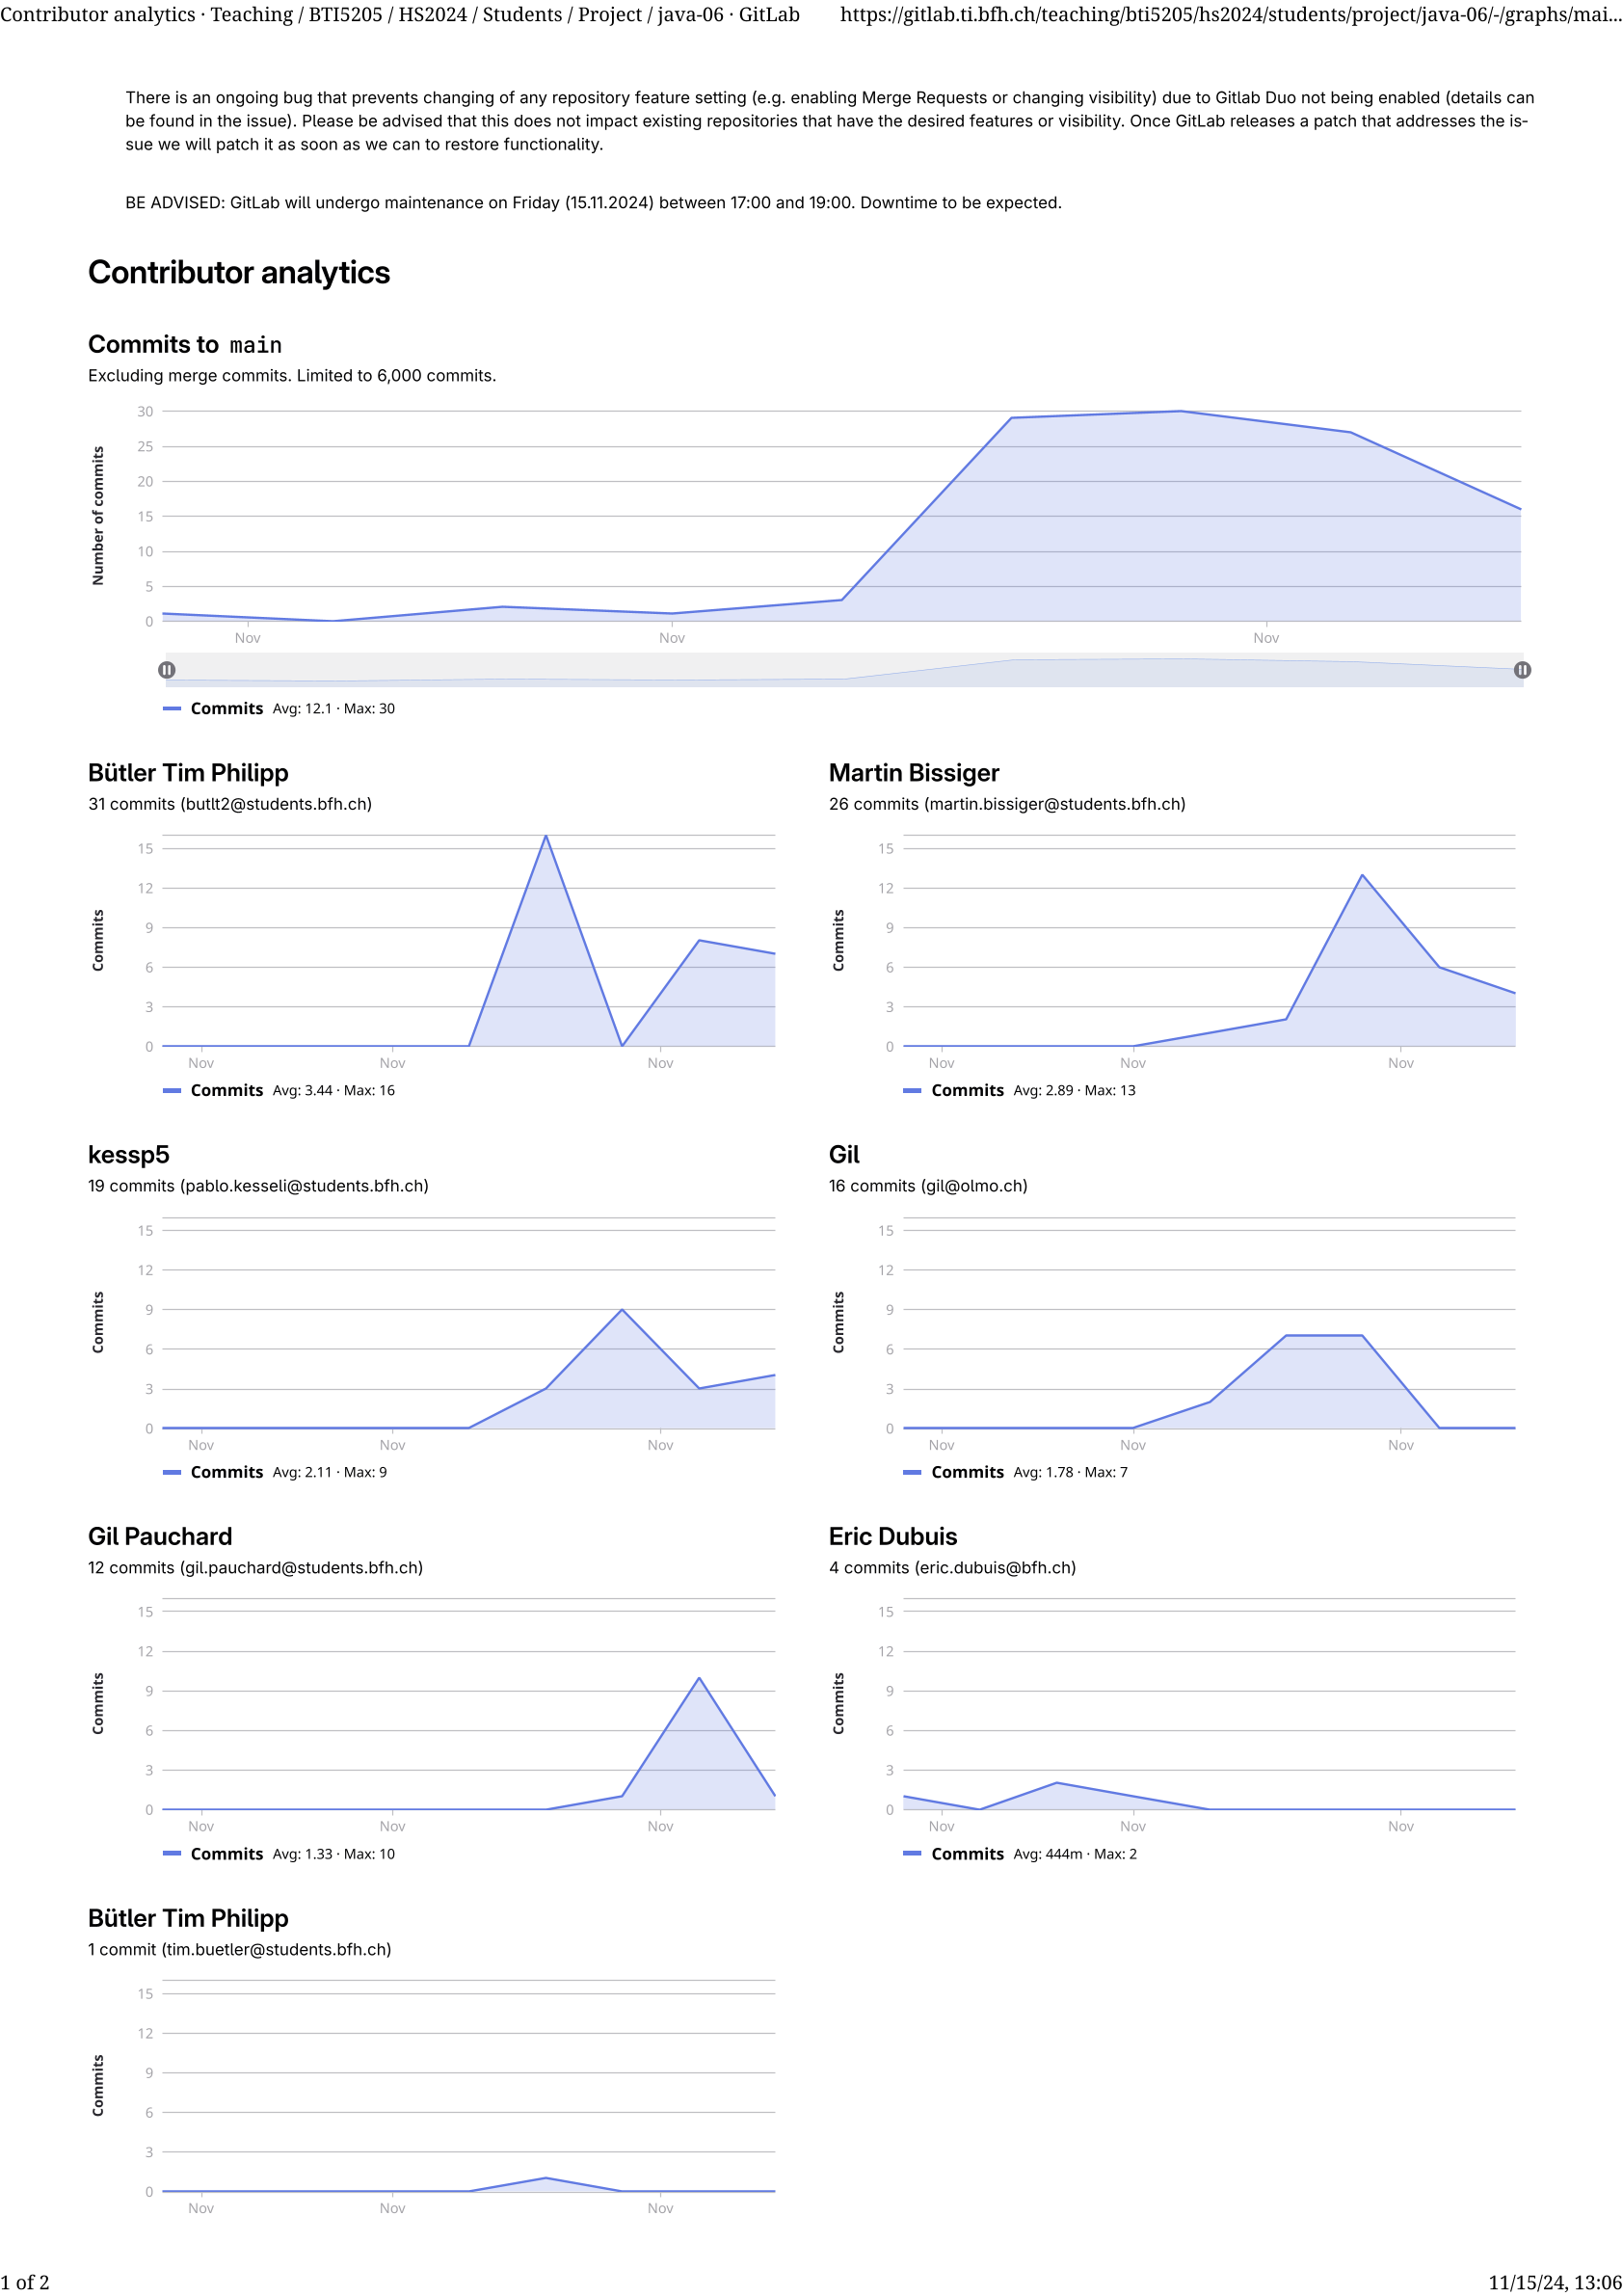 Contributor analytics · Teaching / BTI5205 / HS2024 / Students / Project / java-06 · GitLab
https://gitlab.ti.bfh.ch/teaching/bti5205/hs2024/students/project/java-06/-/graphs/mai...
There is an ongoing bug that prevents changing of any repository feature setting (e.g. enabling Merge Requests or changing visibility) due to Gitlab Duo not being enabled (details can
be found in the issue). Please be advised that this does not impact existing repositories that have the desired features or visibility. Once GitLab releases a patch that addresses the is-
sue we will patch it as soon as we can to restore functionality.
BE ADVISED: GitLab will undergo maintenance on Friday (15.11.2024) between 17:00 and 19:00. Downtime to be expected.
Contributor analytics
Commits to main
Excluding merge commits. Limited to 6,000 commits.
Number of commits
30
25
20
15
10
5
0
Nov Nov Nov
Commits Avg: 12.1 · Max: 30
Bütler Tim Philipp
31 commits (butlt2@students.bfh.ch)
Commits
15
12
9
6
3
0
Nov Nov Nov
Commits Avg: 3.44 · Max: 16
Martin Bissiger
26 commits (martin.bissiger@students.bfh.ch)
Commits
15
12
9
6
3
0
Nov Nov Nov
Commits Avg: 2.89 · Max: 13
kessp5
19 commits (pablo.kesseli@students.bfh.ch)
Commits
15
12
9
6
3
0
Nov Nov Nov
Commits Avg: 2.11 · Max: 9
Gil
16 commits (gil@olmo.ch)
Commits
15
12
9
6
3
0
Nov Nov Nov
Commits Avg: 1.78 · Max: 7
Gil Pauchard
12 commits (gil.pauchard@students.bfh.ch)
Commits
15
12
9
6
3
0
Nov Nov Nov
Commits Avg: 1.33 · Max: 10
Eric Dubuis
4 commits (eric.dubuis@bfh.ch)
Commits
15
12
9
6
3
0
Nov Nov Nov
Commits Avg: 444m · Max: 2
Bütler Tim Philipp
1 commit (tim.buetler@students.bfh.ch)
Commits
15
12
9
6
3
0
Nov Nov Nov
1 of 2
11/15/24, 13:06